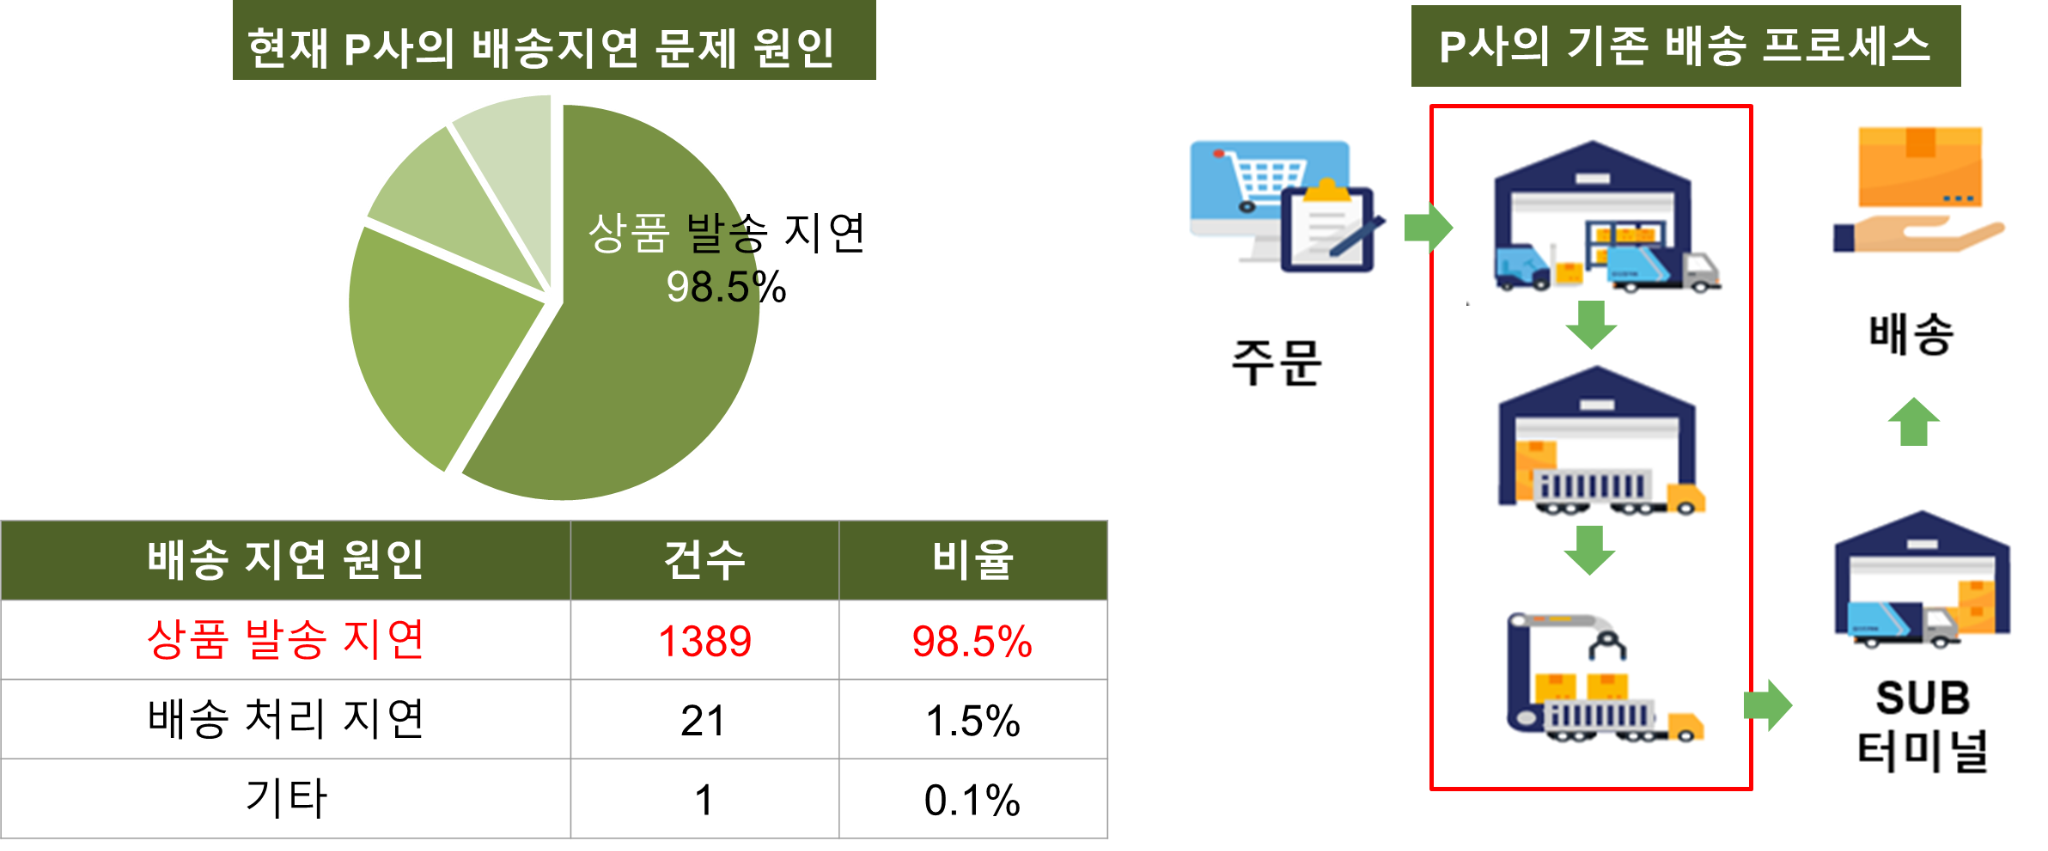 현재 P사의 배송지연 문제 원인
상품 발송 지연
98.5%
배송 지연 원인 건수 비율
상품 발송 지연 1389 98.5%
배송 처리 지연 21 1.5%
기타 1 0.1%
P사의 기존 배송 프로세스
주문
배송
SUB
터미널